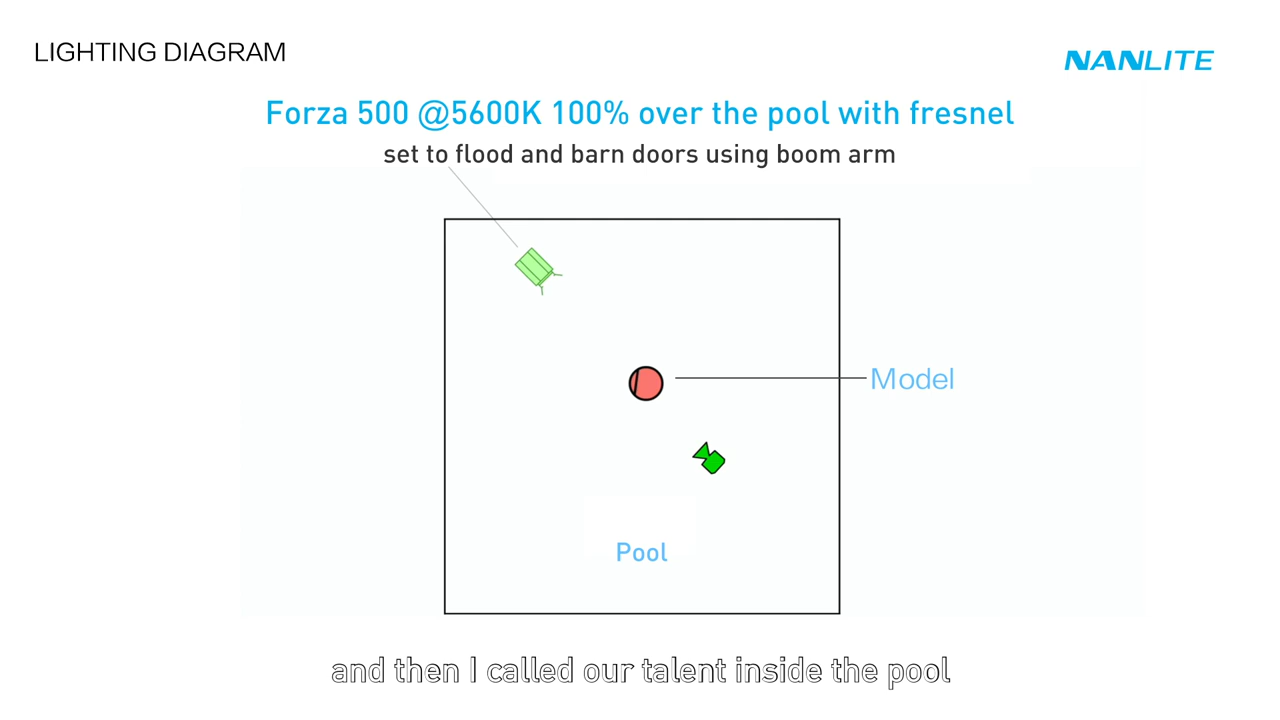 LIGHTING DIAGRAM
NANLITE
Forza 500 @5600K 100% over the pool with fresnel
set to flood and barn doors using boom arm
Model
Pool
and then I called our talent inside the pool